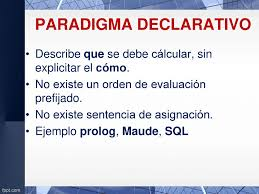 PARADIGMA DECLARATIVO
• Describe que se debe cálcular, sin
explicitar el cómo.
• No existe un orden de evaluación
prefijado.
• No existe sentencia de asignación.
• Ejemplo prolog, Maude, SQL
fppt.com